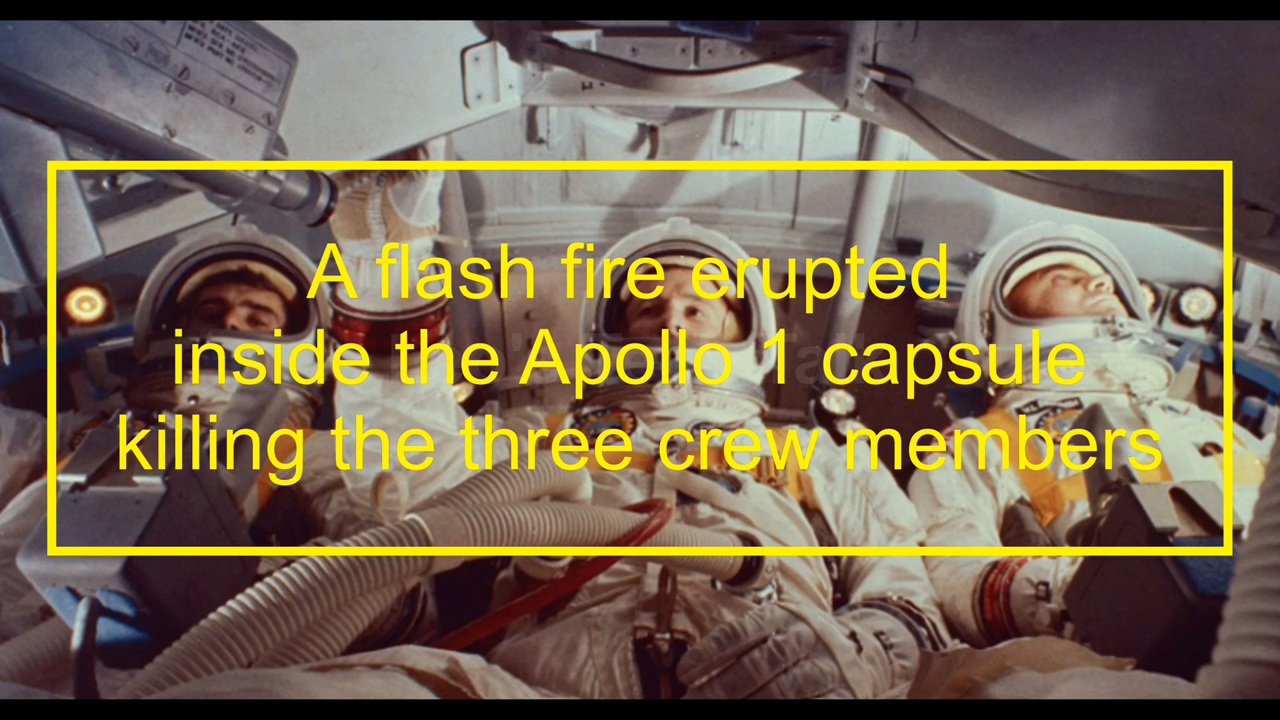 A flash fire erupted
inside the Apollo 1 capsule
killing the three crew members